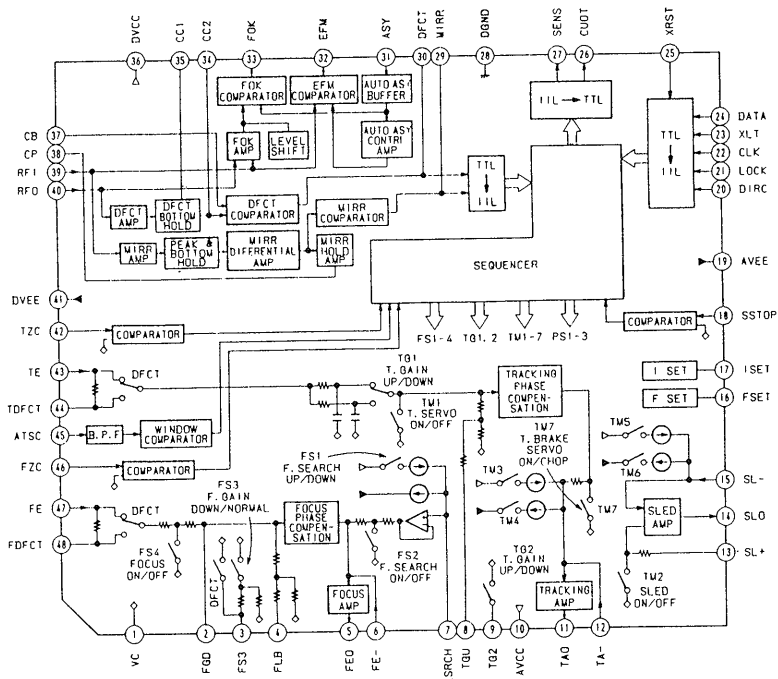 DVCC
CC1
CC2
FOK
EFM
ASY
DFCT
MIRR
DGND
SENS
CUOT
XRST
36
35
34
33
32
31
30
29
28
27
26
25
FOK
COMPARATOR
EFM
COMPARATOR
AUTO ASY
BUFFER
IIL → TTL
CB 37
CP 38
RFI 39
RFO 40
FOK
AMP
LEVEL
SHIFT
AUTO ASY
CONTRI
AMP
TTL
↓
IIL
24 DATA
23 XLT
22 CLK
21 LOCK
20 DIRC
TTL
↓
IIL
DFCT
AMP
DFCT
BOTTOM
HOLD
DFCT
COMPARATOR
MIRR
COMPARATOR
MIRR
AMP
PEAK &
BOTTOM
HOLD
MIRR
DIFFERENTIAL
AMP
MIRR
HOLD
AMP
SEQUENCER
19 AVEE
DVEE 41
TZC 42
COMPARATOR
FS1-4
TG1.2
TM1-7
PS1-3
COMPARATOR
18 SSTOP
TE 43
DFCT
TDFCT 44
TG1
T. GAIN
UP/DOWN
TM1
T. SERVO
ON/OFF
TRACKING
PHASE
COMPEN-
SATION
I SET
17 ISET
F SET
16 FSET
ATSC 45
B.P.F
WINDOW
COMPARATOR
FZC 46
COMPARATOR
FS1
F. SEARCH
UP/DOWN
TM7
T. BRAKE
SERVO
ON/CHOP
TM3
TM4
TM7
TM5
TM6
15 SL-
FE 47
DFCT
FDFCT 48
FS3
F. GAIN
DOWN/NORMAL
FOCUS
PHASE
COMPEN-
SATION
SLED
AMP
14 SLO
13 SL+
FS4
FOCUS
ON/OFF
DFCT
FS2
F. SEARCH
ON/OFF
TG2
T. GAIN
UP/DOWN
TM2
SLED
ON/OFF
FOCUS
AMP
TRACKING
AMP
1
2
3
4
5
6
7
8
9
10
11
12
VC
FGD
FS3
FLB
FEO
FE-
SRCH
TGU
TG2
AVCC
TAO
TA-